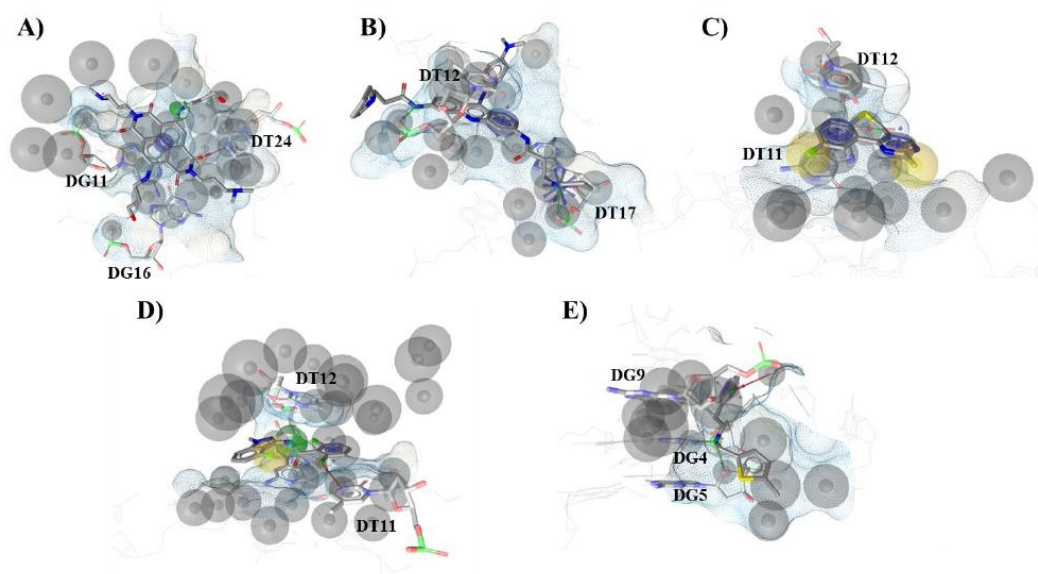 A)
DG11
DT24
DG16
B)
DT12
DT17
C)
DT12
DT11
D)
DT12
DT11
E)
DG9
DG4
DG5